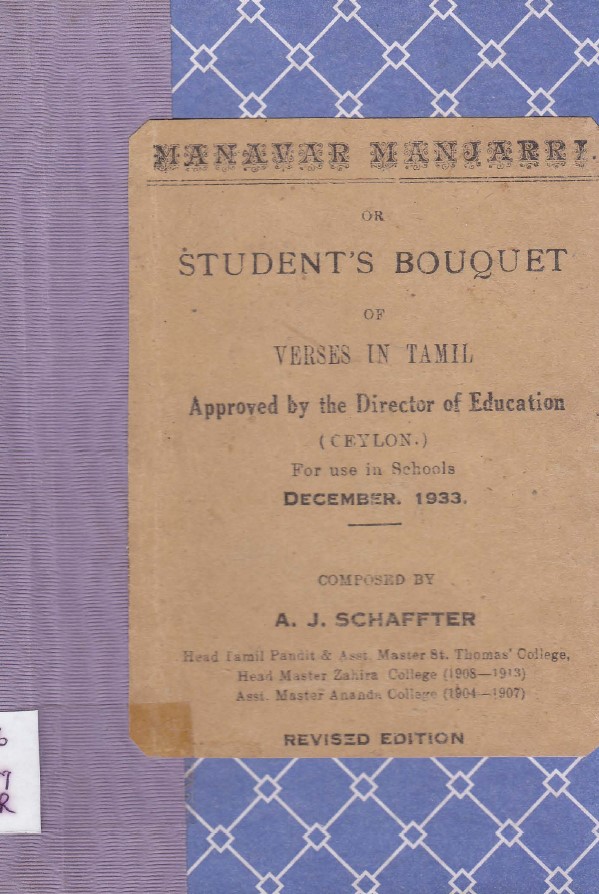 MANAVAR MANJARRI.
OR
STUDENT'S BOUQUET
OF
VERSES IN TAMIL
Approved by the Director of Education
(CEYLON.)
For use in Schools
DECEMBER. 1933.
COMPOSED BY
A. J. SCHAFFTER
Head Tamil Pandit & Asst. Master St. Thomas' College,
Head Master Zahira College (1908—1913)
Asst. Master Ananda College (1904—1907)
REVISED EDITION
R